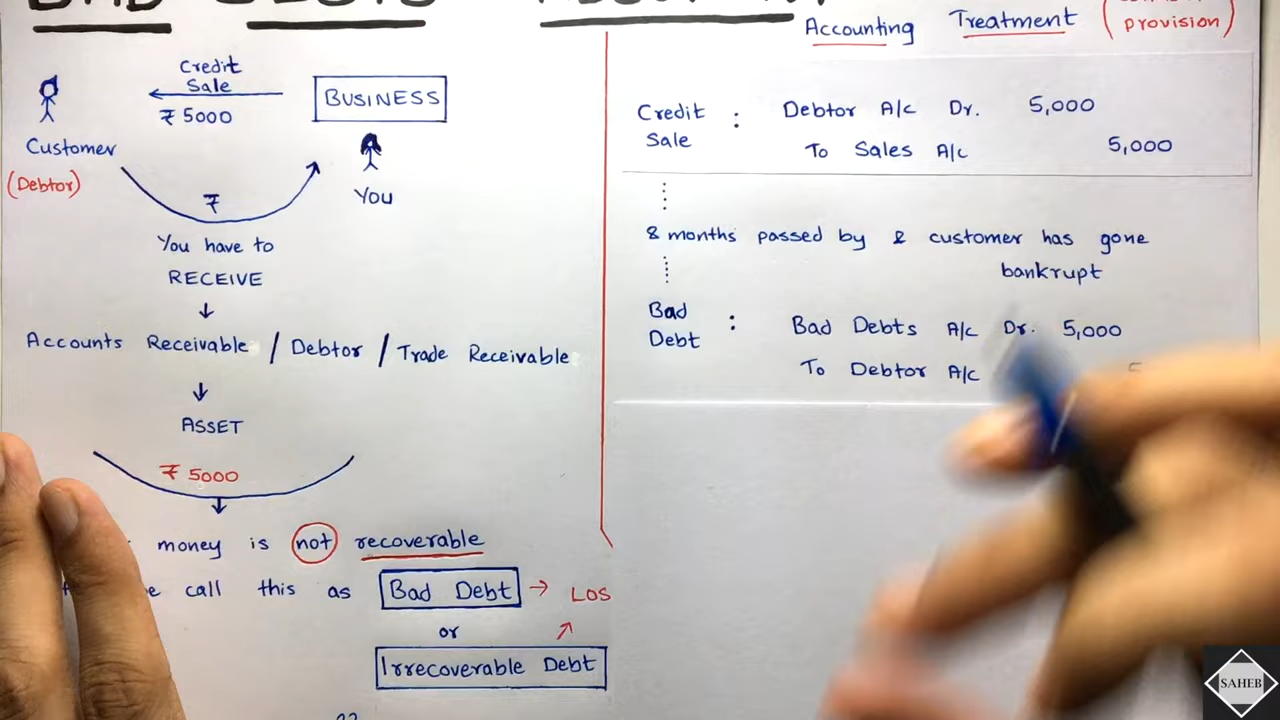 Accounting Treatment
provision)
Credit
Sale
₹ 5000
BUSINESS
Customer
(Debtor)
You
₹
You have to
RECEIVE
↓
Accounts Receivable / Debtor / Trade Receivable
↓
ASSET
₹ 5000
money is not recoverable
call this as Bad Debt → LOS
or
Irrecoverable Debt
Credit Sale : Debtor A/c Dr. 5,000
To Sales A/c 5,000
8 months passed by & customer has gone
bankrupt
Bad Debt : Bad Debts A/c Dr. 5,000
To Debtor A/c
SAHEB